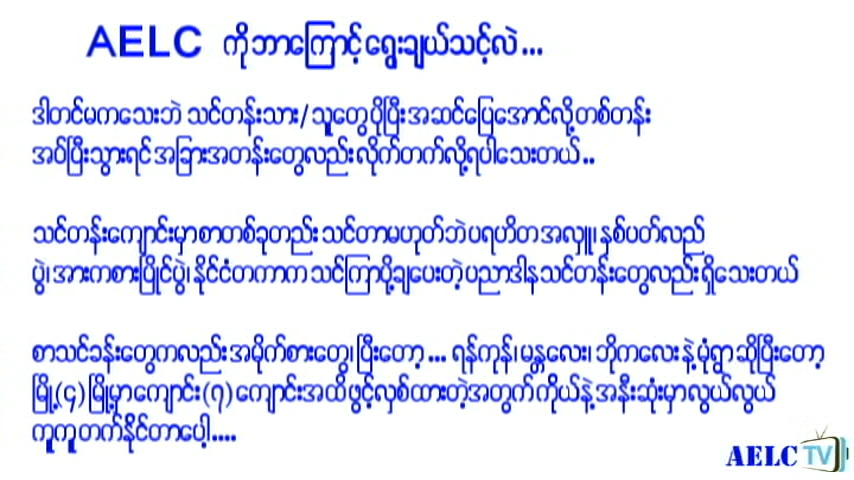 AELC ကိုဘာကြောင့်ရွေးချယ်သင့်လဲ...
ဒါတင်မကသေးဘဲ သင်တန်းသား/သူတွေပိုပြီးအဆင်ပြေအောင်လို့တစ်တန်း
အပ်ပြီးသွားရင်အခြားအတန်းတွေလည်းလိုက်တက်လို့ရပါသေးတယ်..
သင်တန်းကျောင်းမှာစာတစ်ခုတည်းသင်တာမဟုတ်ဘဲပရဟိတအလှူ၊နှစ်ပတ်လည်
ပွဲ၊အားကစားပြိုင်ပွဲ၊နိုင်ငံတကာကသင်ကြာပို့ချပေးတဲ့ပညာဒါနသင်တန်းတွေလည်းရှိသေးတယ်
စာသင်ခန်းတွေကလည်းအမိုက်စားတွေ၊ပြီးတော့... ရန်ကုန်၊မန္တလေး၊ဘိုကလေးနဲ့မုံရွာဆိုပြီးတော့
မြို့(၄)မြို့မှာကျောင်း(၇)ကျောင်းအထိဖွင့်လှစ်ထားတဲ့အတွက်ကိုယ်နဲ့အနီးဆုံးမှာလွယ်လွယ်
ကူကူတက်နိုင်တာပေါ့....
AELC TV